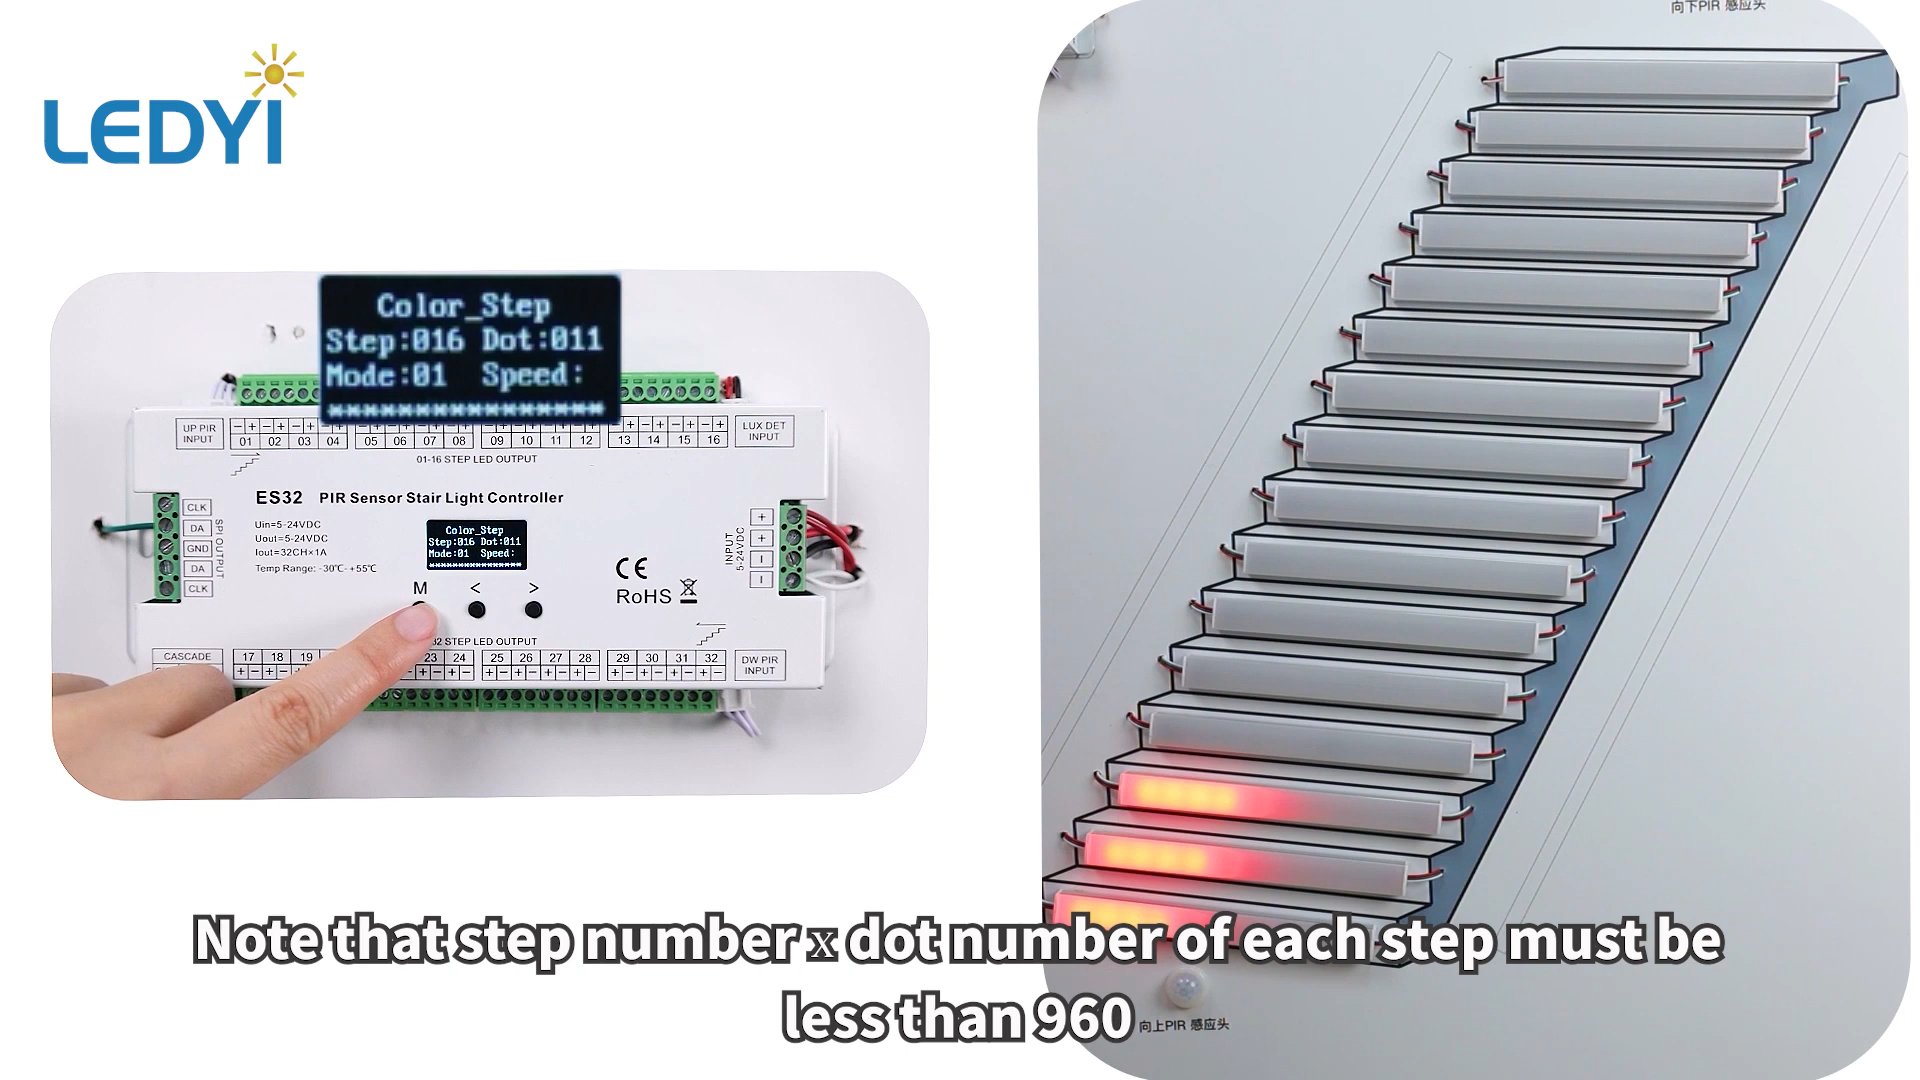 LEDYI
向下PIR 感应头
Color_Step
Step:016 Dot:011
Mode:01 Speed:
****************
UP PIR INPUT
- + - + - + - + - + - + - + - + - + - + - + - + - + - + - + - +
01 02 03 04 05 06 07 08 09 10 11 12 13 14 15 16
LUX DET INPUT
01-16 STEP LED OUTPUT
ES32 PIR Sensor Stair Light Controller
CLK
DA
GND
DA
CLK
SPI OUTPUT
Uin=5-24VDC
Uout=5-24VDC
Iout=32CH×1A
Temp Range: -30℃-+55℃
Color_Step
Step:016 Dot:011
Mode:01 Speed:
****************
INPUT
5-24VDC
+
+
-
-
CE
RoHS
M < >
32 STEP LED OUTPUT
CASCADE
17 18 19 23 24 25 26 27 28 29 30 31 32
DW PIR INPUT
Note that step number x dot number of each step must be
less than 960
向上PIR 感应头